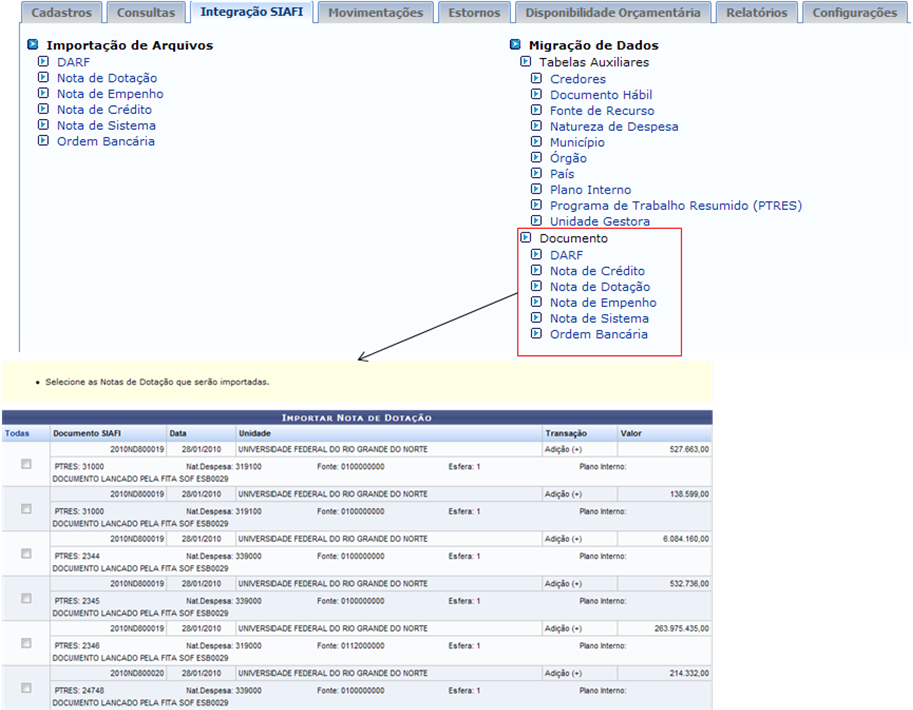 Cadastros Consultas Integração SIAFI Movimentações Estornos Disponibilidade Orçamentária Relatórios Configurações
Importação de Arquivos
DARF
Nota de Dotação
Nota de Empenho
Nota de Crédito
Nota de Sistema
Ordem Bancária
Migração de Dados
Tabelas Auxiliares
Credores
Documento Hábil
Fonte de Recurso
Natureza de Despesa
Município
Órgão
País
Plano Interno
Programa de Trabalho Resumido (PTRES)
Unidade Gestora
Documento
DARF
Nota de Crédito
Nota de Dotação
Nota de Empenho
Nota de Sistema
Ordem Bancária
• Selecione as Notas de Dotação que serão importadas.
Importar Nota de Dotação
Todas Documento SIAFI Data Unidade Transação Valor
2010ND800019 28/01/2010 UNIVERSIDADE FEDERAL DO RIO GRANDE DO NORTE Adição (+) 527.663,00
PTRES: 31000 Nat.Despesa: 319100 Fonte: 0100000000 Esfera: 1 Plano Interno:
DOCUMENTO LANCADO PELA FITA SOF ESB0029
2010ND800019 28/01/2010 UNIVERSIDADE FEDERAL DO RIO GRANDE DO NORTE Adição (+) 138.599,00
PTRES: 31000 Nat.Despesa: 319100 Fonte: 0100000000 Esfera: 1 Plano Interno:
DOCUMENTO LANCADO PELA FITA SOF ESB0029
2010ND800019 28/01/2010 UNIVERSIDADE FEDERAL DO RIO GRANDE DO NORTE Adição (+) 6.084.160,00
PTRES: 2344 Nat.Despesa: 339000 Fonte: 0100000000 Esfera: 1 Plano Interno:
DOCUMENTO LANCADO PELA FITA SOF ESB0029
2010ND800019 28/01/2010 UNIVERSIDADE FEDERAL DO RIO GRANDE DO NORTE Adição (+) 532.736,00
PTRES: 2345 Nat.Despesa: 339000 Fonte: 0100000000 Esfera: 1 Plano Interno:
DOCUMENTO LANCADO PELA FITA SOF ESB0029
2010ND800019 28/01/2010 UNIVERSIDADE FEDERAL DO RIO GRANDE DO NORTE Adição (+) 263.975.435,00
PTRES: 2346 Nat.Despesa: 319000 Fonte: 0112000000 Esfera: 1 Plano Interno:
DOCUMENTO LANCADO PELA FITA SOF ESB0029
2010ND800020 28/01/2010 UNIVERSIDADE FEDERAL DO RIO GRANDE DO NORTE Adição (+) 214.332,00
PTRES: 24748 Nat.Despesa: 339000 Fonte: 0100000000 Esfera: 1 Plano Interno:
DOCUMENTO LANCADO PELA FITA SOF ESB0029